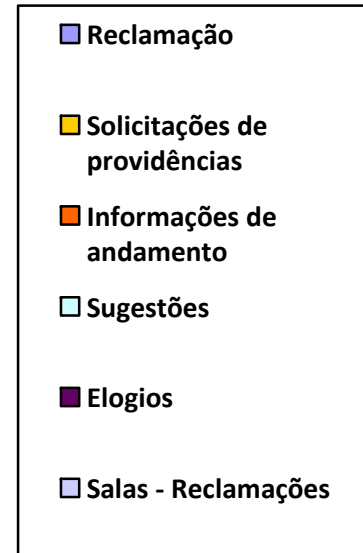 Reclamação
Solicitações de
providências
Informações de
andamento
Sugestões
Elogios
Salas - Reclamações